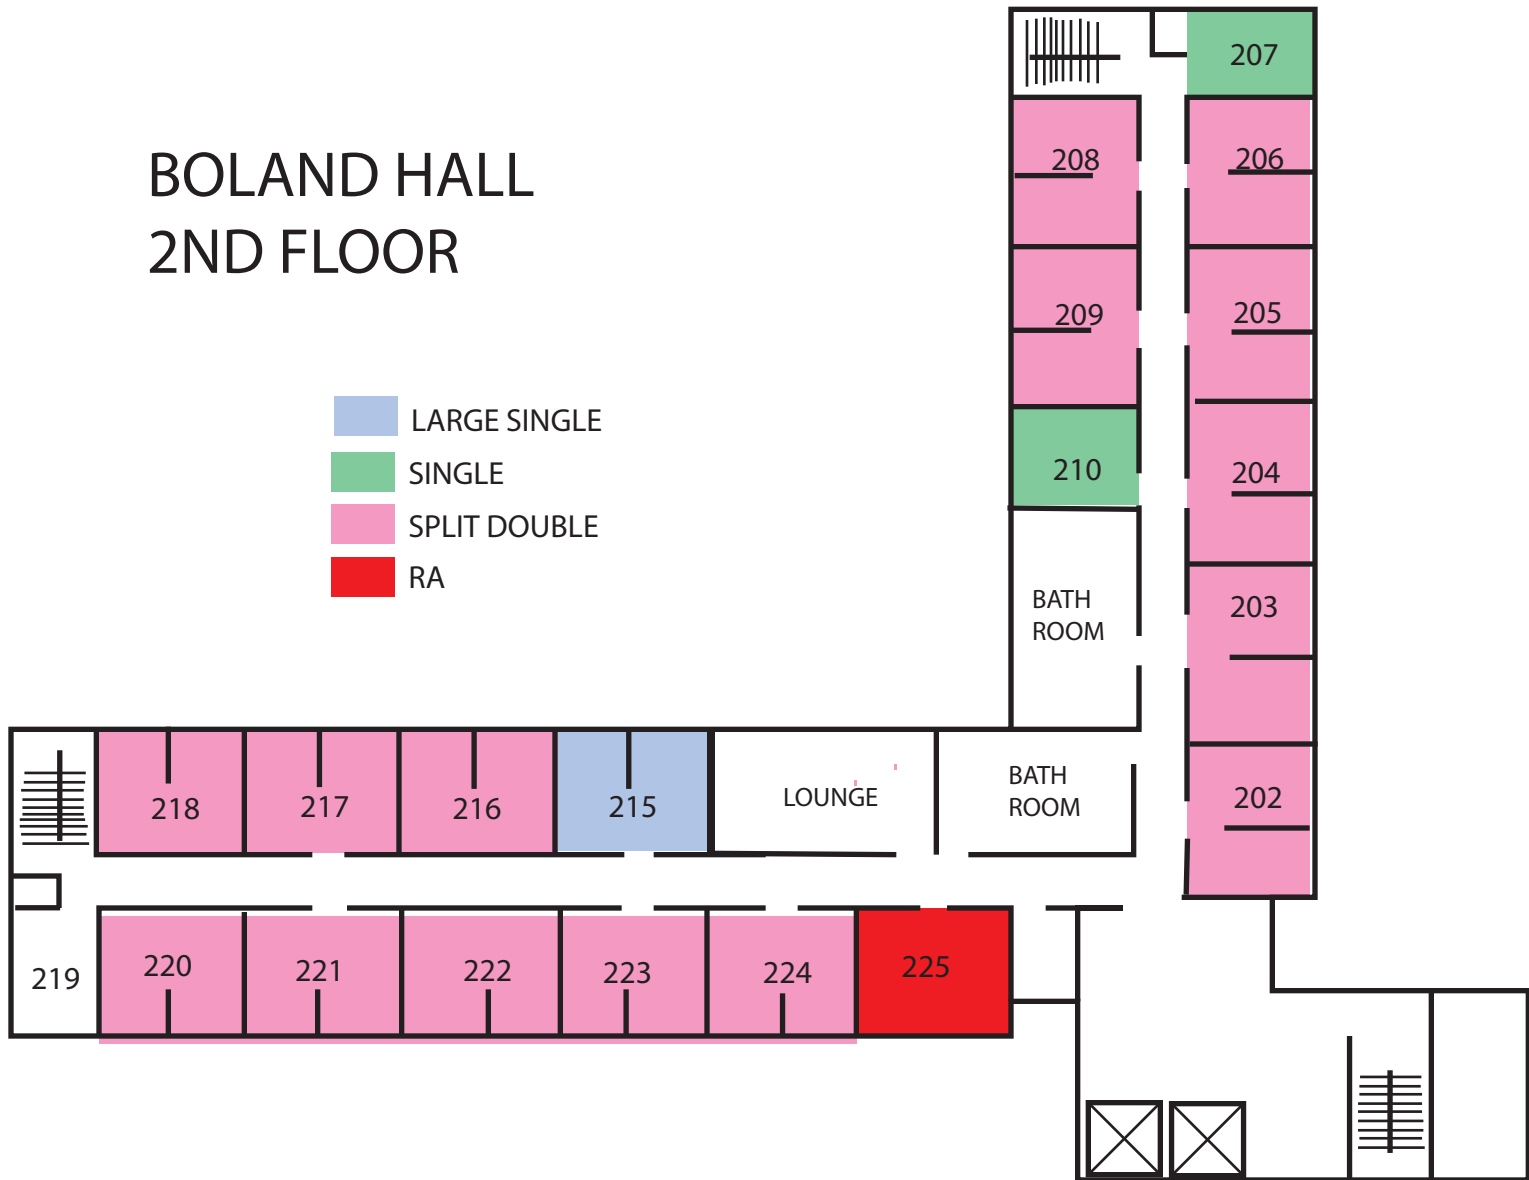 BOLAND HALL
2ND FLOOR
LARGE SINGLE
SINGLE
SPLIT DOUBLE
RA
207
208
206
209
205
210
204
BATH
ROOM
203
218
217
216
215
LOUNGE
BATH
ROOM
202
219
220
221
222
223
224
225